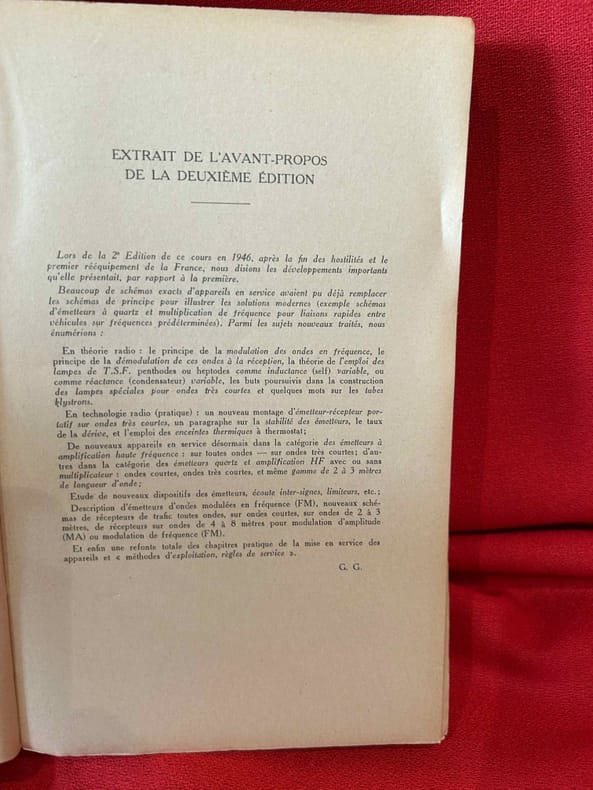 EXTRAIT DE L'AVANT-PROPOS
DE LA DEUXIÈME ÉDITION
Lors de la 2e Edition de ce cours en 1946, après la fin des hostilités et le
premier rééquipement de la France, nous disions les développements importants
qu'elle présentait, par rapport à la première.
Beaucoup de schémas exacts d'appareils en service avaient pu déjà remplacer
les schémas de principe pour illustrer les solutions modernes (exemple schémas
d'émetteurs à quartz et multiplication de fréquence pour liaisons rapides entre
véhicules sur fréquences prédéterminées). Parmi les sujets nouveaux traités, nous
énumérions :
En théorie radio : le principe de la modulation des ondes en fréquence, le
principe de la démodulation de ces ondes à la réception, la théorie de l'emploi des
lampes de T.S.F. penthodes ou heptodes comme inductance (self) variable, ou
comme réactance (condensateur) variable, les buts poursuivis dans la construction
des lampes spéciales pour ondes très courtes et quelques mots sur les tubes
klystrons.
En technologie radio (pratique) : un nouveau montage d'émetteur-récepteur por-
tatif sur ondes très courtes, un paragraphe sur la stabilité des émetteurs, le taux
de la dérive, et l'emploi des enceintes thermiques à thermostat;
De nouveaux appareils en service désormais dans la catégorie des émetteurs à
amplification haute fréquence : sur toutes ondes — sur ondes très courtes; d'au-
tres dans la catégorie des émetteurs quartz et amplification HF avec ou sans
multiplicateur : ondes courtes, ondes très courtes, et même gamme de 2 à 3 mètres
de longueur d'onde;
Etude de nouveaux dispositifs des émetteurs, écoute inter-signes, limiteurs, etc.;
Description d'émetteurs d'ondes modulées en fréquence (FM), nouveaux sché-
mas de récepteurs de trafic toutes ondes, sur ondes courtes, sur ondes de 2 à 3
mètres, de récepteurs sur ondes de 4 à 8 mètres pour modulation d'amplitude
(MA) ou modulation de fréquence (FM).
Et enfin une refonte totale des chapitres pratique de la mise en service des
appareils et « méthodes d'exploitation, règles de service ».
G. G.